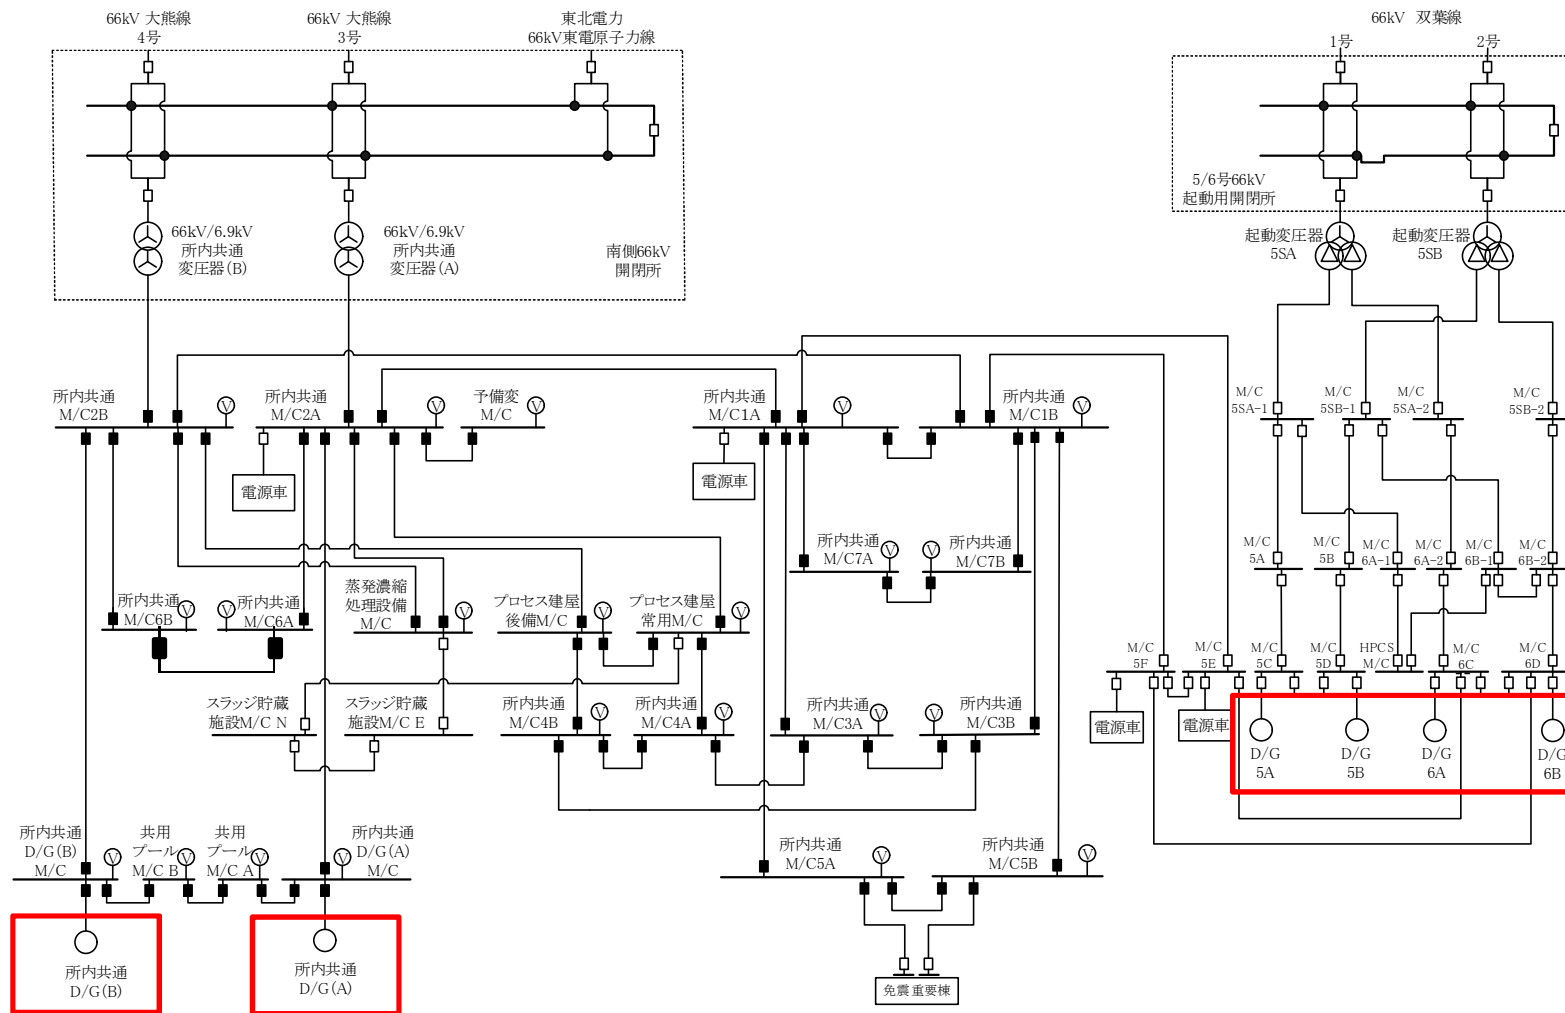 66kV 大熊線
4号
66kV 大熊線
3号
東北電力
66kV東電原子力線
66kV 双葉線
1号
2号
66kV/6.9kV
所内共通
変圧器(B)
66kV/6.9kV
所内共通
変圧器(A)
南側66kV
開閉所
5/6号66kV
起動用開閉所
起動変圧器
5SA
起動変圧器
5SB
所内共通
M/C2B
V
所内共通
M/C2A
V
予備変
M/C
V
所内共通
M/C1A
V
所内共通
M/C1B
V
M/C
5SA-1
M/C
5SB-1
M/C
5SA-2
M/C
5SB-2
電源車
電源車
所内共通
M/C7A
V
V
所内共通
M/C7B
M/C
5A
M/C
5B
M/C
6A-1
M/C
6A-2
M/C
6B-1
M/C
6B-2
所内共通
M/C6B
V
V
所内共通
M/C6A
蒸発濃縮
処理設備
M/C
V
プロセス建屋
後備M/C
V
プロセス建屋
常用M/C
V
M/C
5F
M/C
5E
M/C
5C
M/C
5D
HPCS
M/C
M/C
6C
M/C
6D
スラッジ貯蔵
施設M/C N
スラッジ貯蔵
施設M/C E
所内共通
M/C4B
V
所内共通
M/C4A
V
所内共通
M/C3A
V
V
所内共通
M/C3B
電源車
電源車
D/G
5A
D/G
5B
D/G
6A
D/G
6B
所内共通
D/G(B)
M/C
V
共用
プール
M/C B
V
共用
プール
M/C A
V
所内共通
D/G(A)
M/C
V
所内共通
M/C5A
V
所内共通
M/C5B
V
所内共通
D/G(B)
所内共通
D/G(A)
免震重要棟